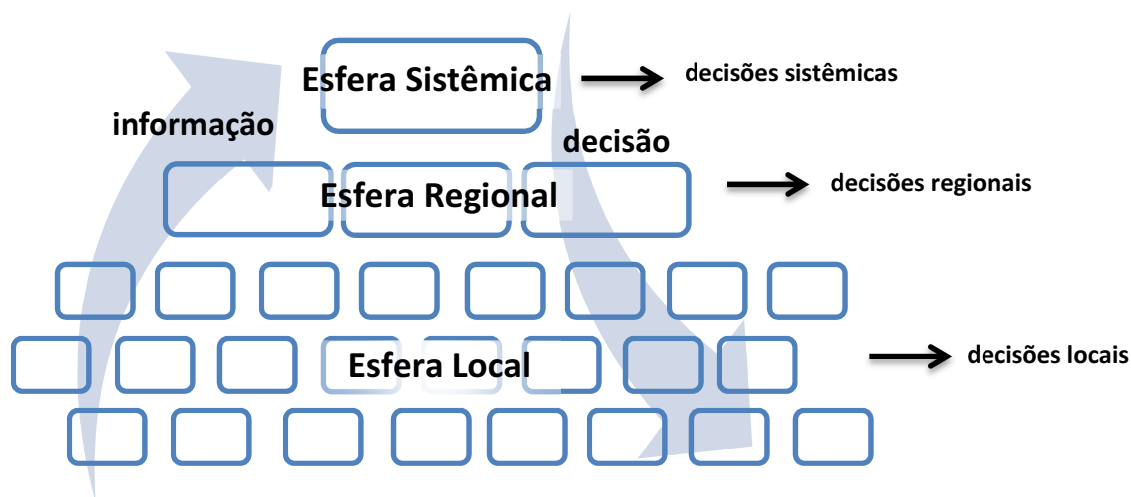 Esfera Sistêmica
decisões sistêmicas
informação
decisão
Esfera Regional
decisões regionais
Esfera Local
decisões locais